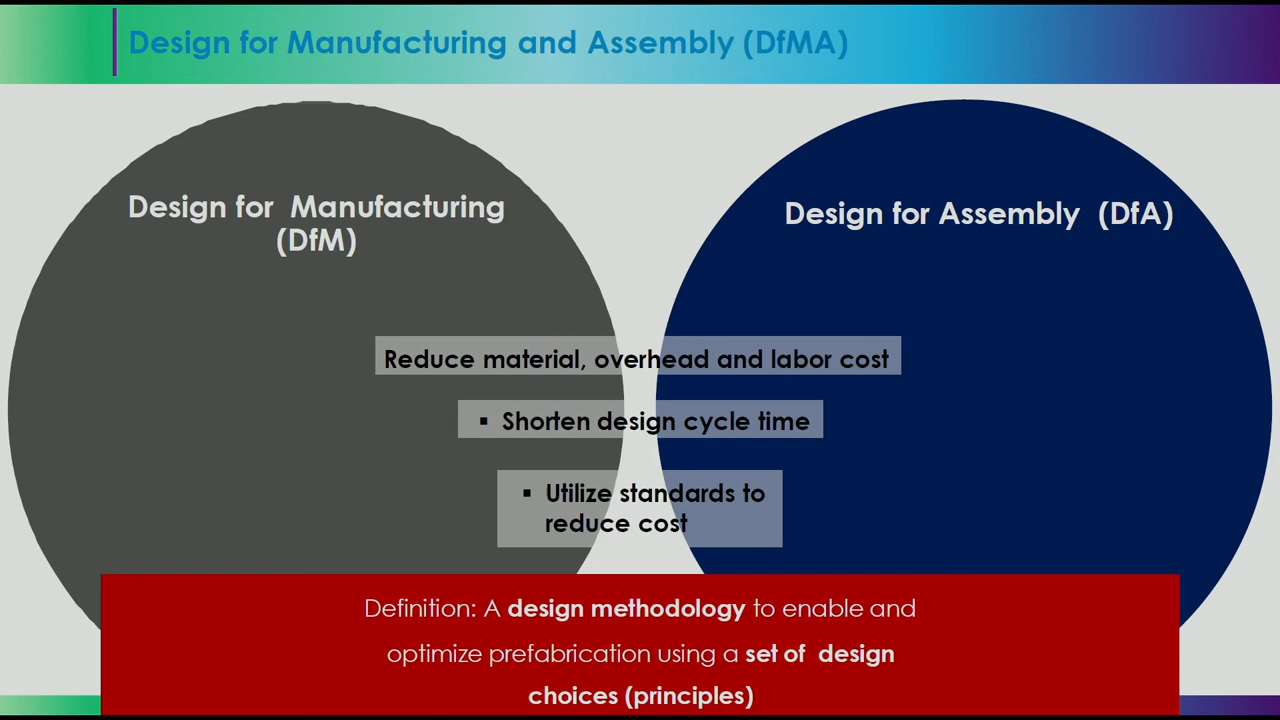 Design for Manufacturing and Assembly (DfMA)
Design for Manufacturing
(DfM)
Design for Assembly (DfA)
Reduce material, overhead and labor cost
▪ Shorten design cycle time
▪ Utilize standards to
reduce cost
Definition: A design methodology to enable and
optimize prefabrication using a set of design
choices (principles)